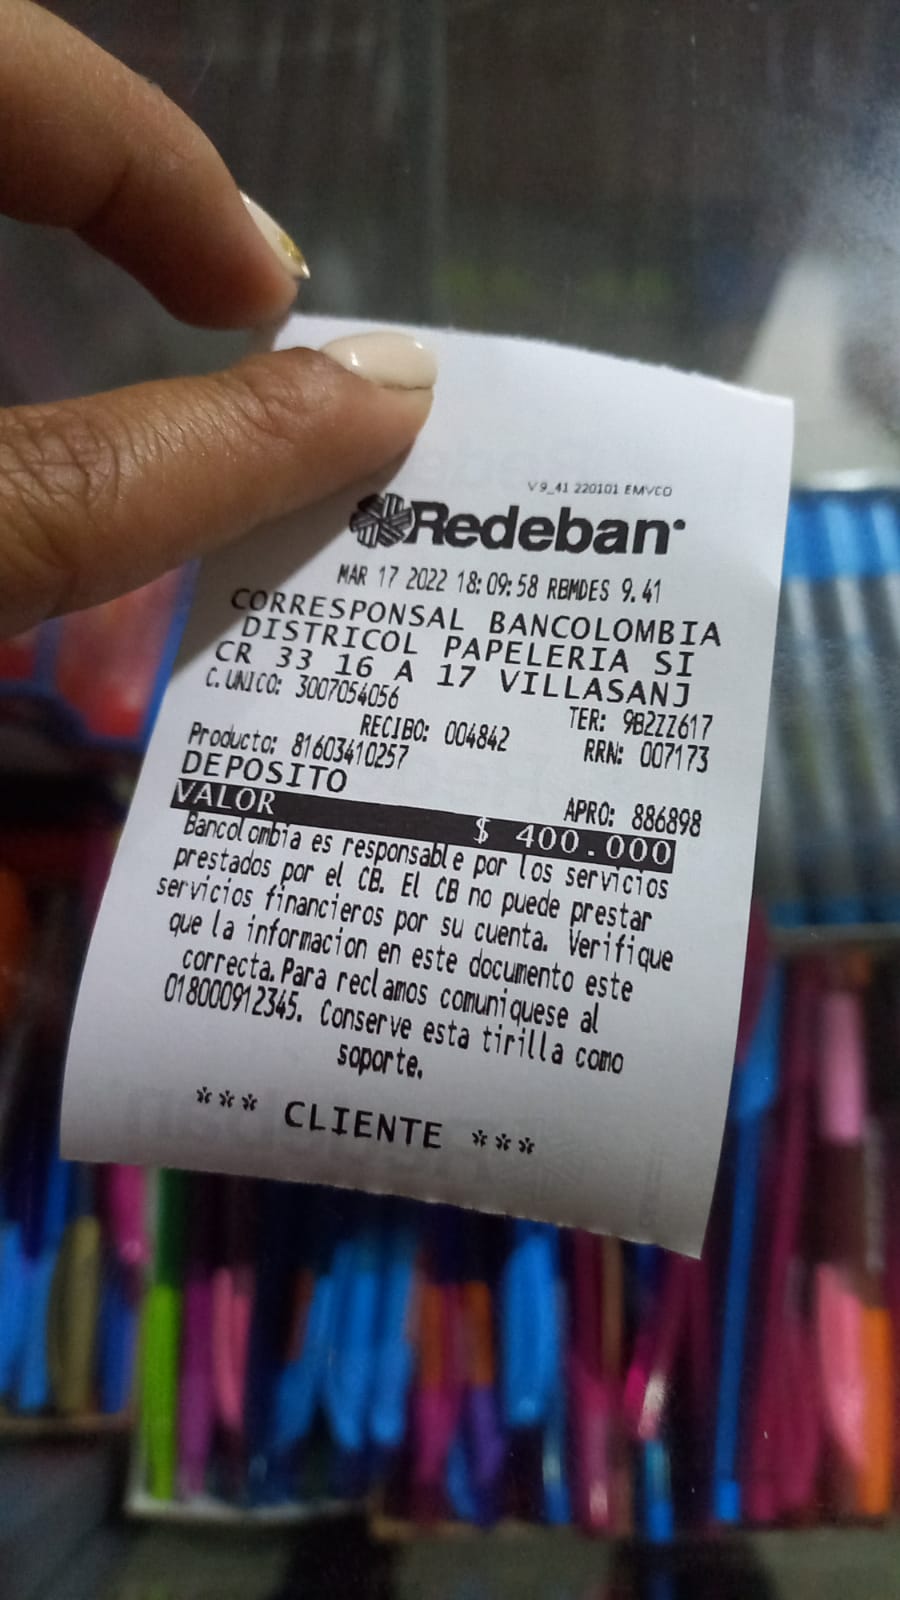 V9_41 220101 EMVCO
Redeban
MAR 17 2022 18:09:58 RBMDES 9.41
CORRESPONSAL BANCOLOMBIA
DISTRICOL PAPELERIA SI
CR 33 16 A 17 VILLASANJ
C. UNICO: 3007054056 TER: 9B2ZZ617
RECIBO: 004842 RRN: 007173
Producto: 81603410257
DEPOSITO APRO: 886898
VALOR $ 400.000
Bancolombia es responsable por los servicios
prestados por el CB. El CB no puede prestar
servicios financieros por su cuenta. Verifique
que la informacion en este documento este
correcta. Para reclamos comuniquese al
018000912345. Conserve esta tirilla como
soporte.
*** CLIENTE ***